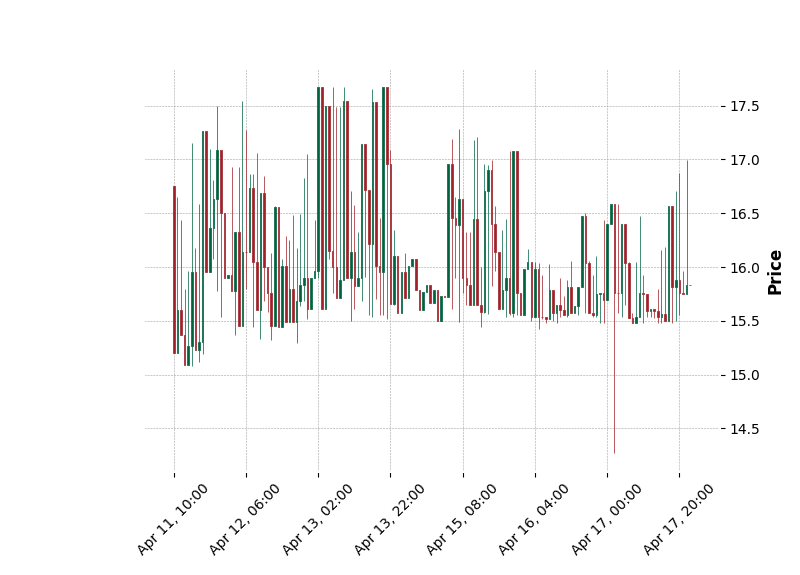 17.5
17.0
16.5
16.0
15.5
15.0
14.5
Price
Apr 11, 10:00
Apr 12, 06:00
Apr 13, 02:00
Apr 13, 22:00
Apr 15, 08:00
Apr 16, 04:00
Apr 17, 00:00
Apr 17, 20:00